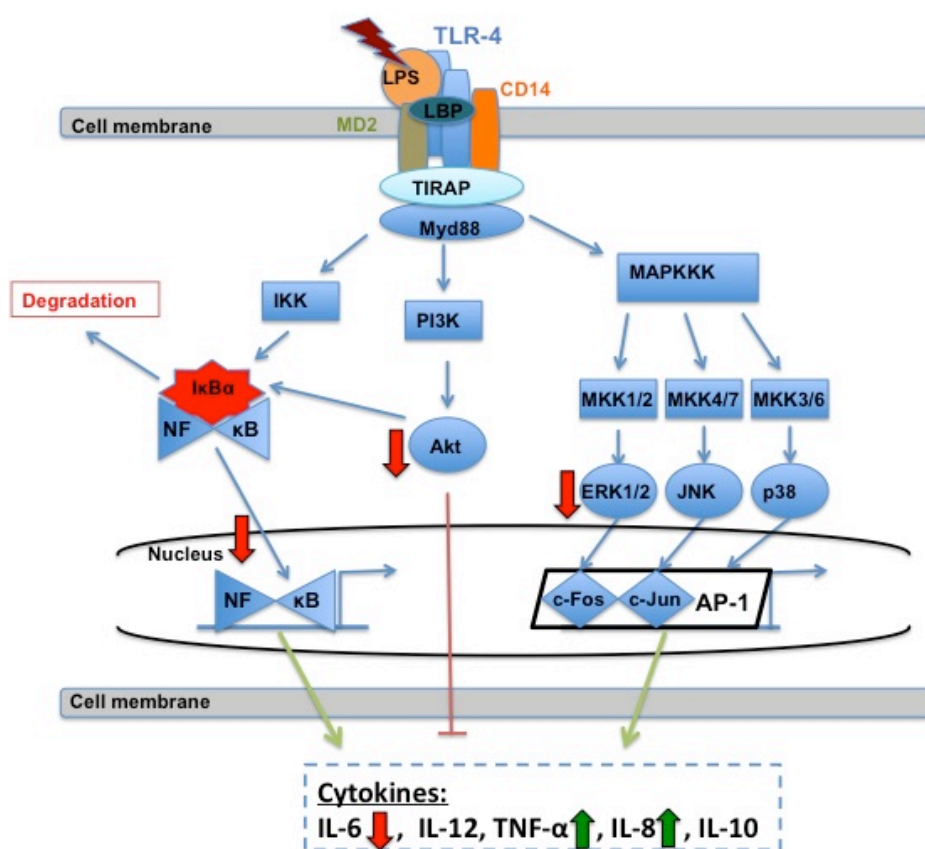 TLR-4
LPS
CD14
LBP
Cell membrane
MD2
TIRAP
Myd88
MAPKKK
Degradation
IKK
PI3K
IκBα
MKK1/2 MKK4/7 MKK3/6
NF κB
Akt
ERK1/2 JNK p38
Nucleus
NF κB
c-Fos c-Jun AP-1
Cell membrane
Cytokines:
IL-6 , IL-12, TNF-α , IL-8 , IL-10